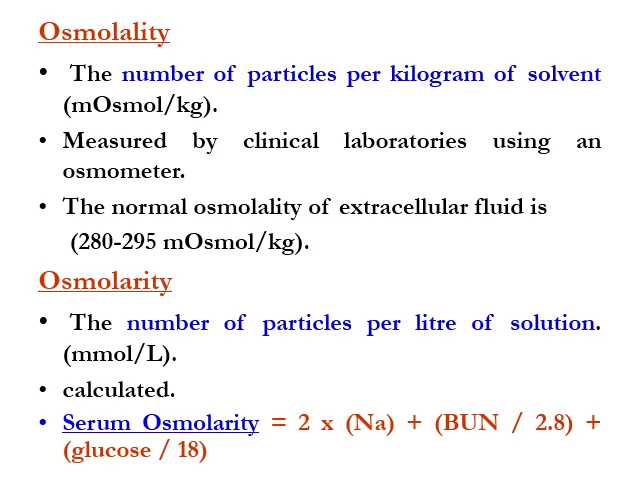 Osmolality
• The number of particles per kilogram of solvent
(mOsmol/kg).
• Measured by clinical laboratories using an
osmometer.
• The normal osmolality of extracellular fluid is
(280-295 mOsmol/kg).
Osmolarity
• The number of particles per litre of solution.
(mmol/L).
• calculated.
• Serum Osmolarity = 2 x (Na) + (BUN / 2.8) +
(glucose / 18)